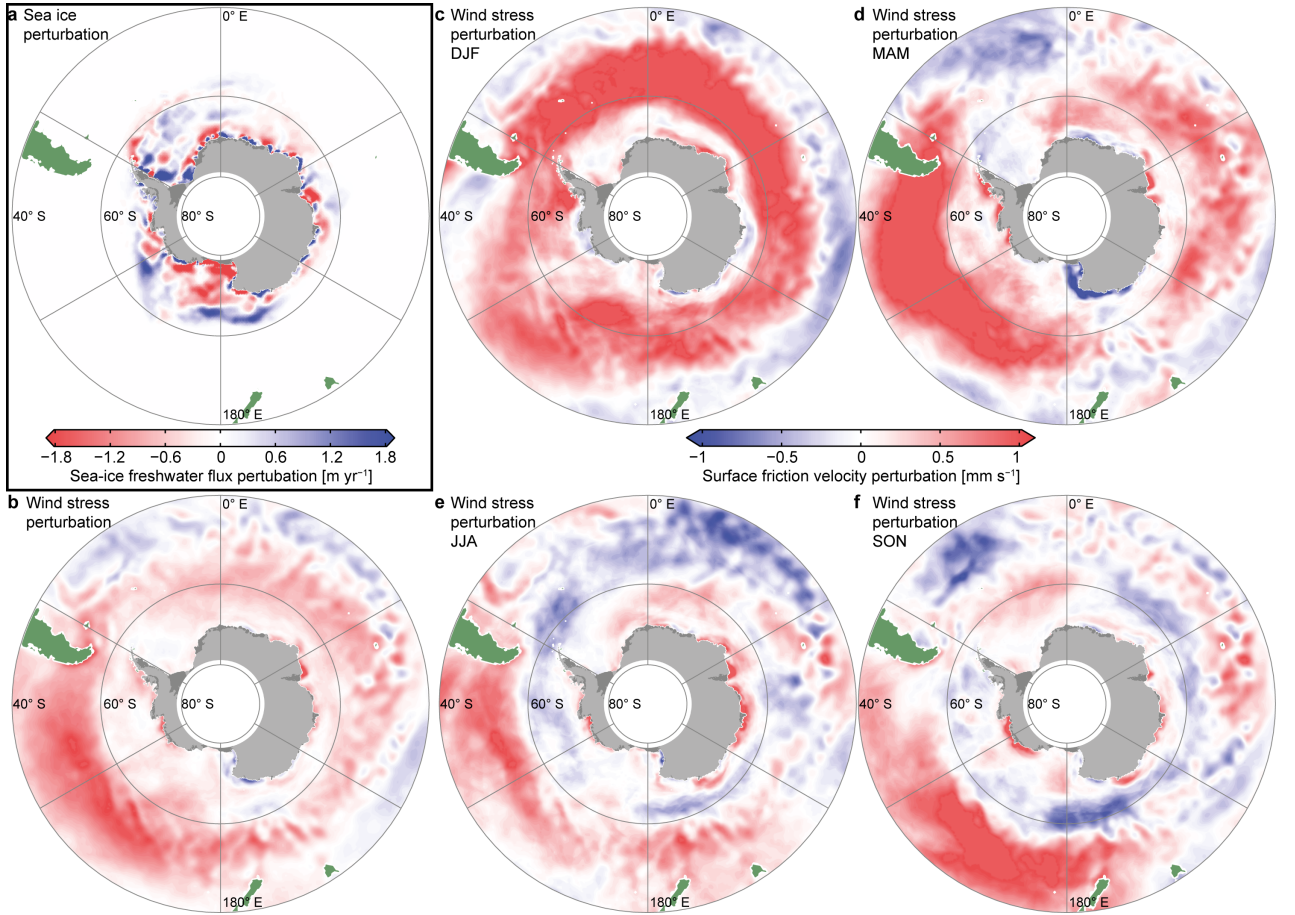 a Sea ice
perturbation
0° E
40° S
60° S
80° S
180° E
−1.8 −1.2 −0.6 0 0.6 1.2 1.8
Sea-ice freshwater flux pertubation [m yr⁻¹]
c Wind stress
perturbation
DJF
0° E
40° S
60° S
80° S
180° E
d Wind stress
perturbation
MAM
0° E
40° S
60° S
80° S
180° E
−1 −0.5 0 0.5 1
Surface friction velocity perturbation [mm s⁻¹]
b Wind stress
perturbation
0° E
40° S
60° S
80° S
180° E
e Wind stress
perturbation
JJA
0° E
40° S
60° S
80° S
180° E
f Wind stress
perturbation
SON
0° E
40° S
60° S
80° S
180° E